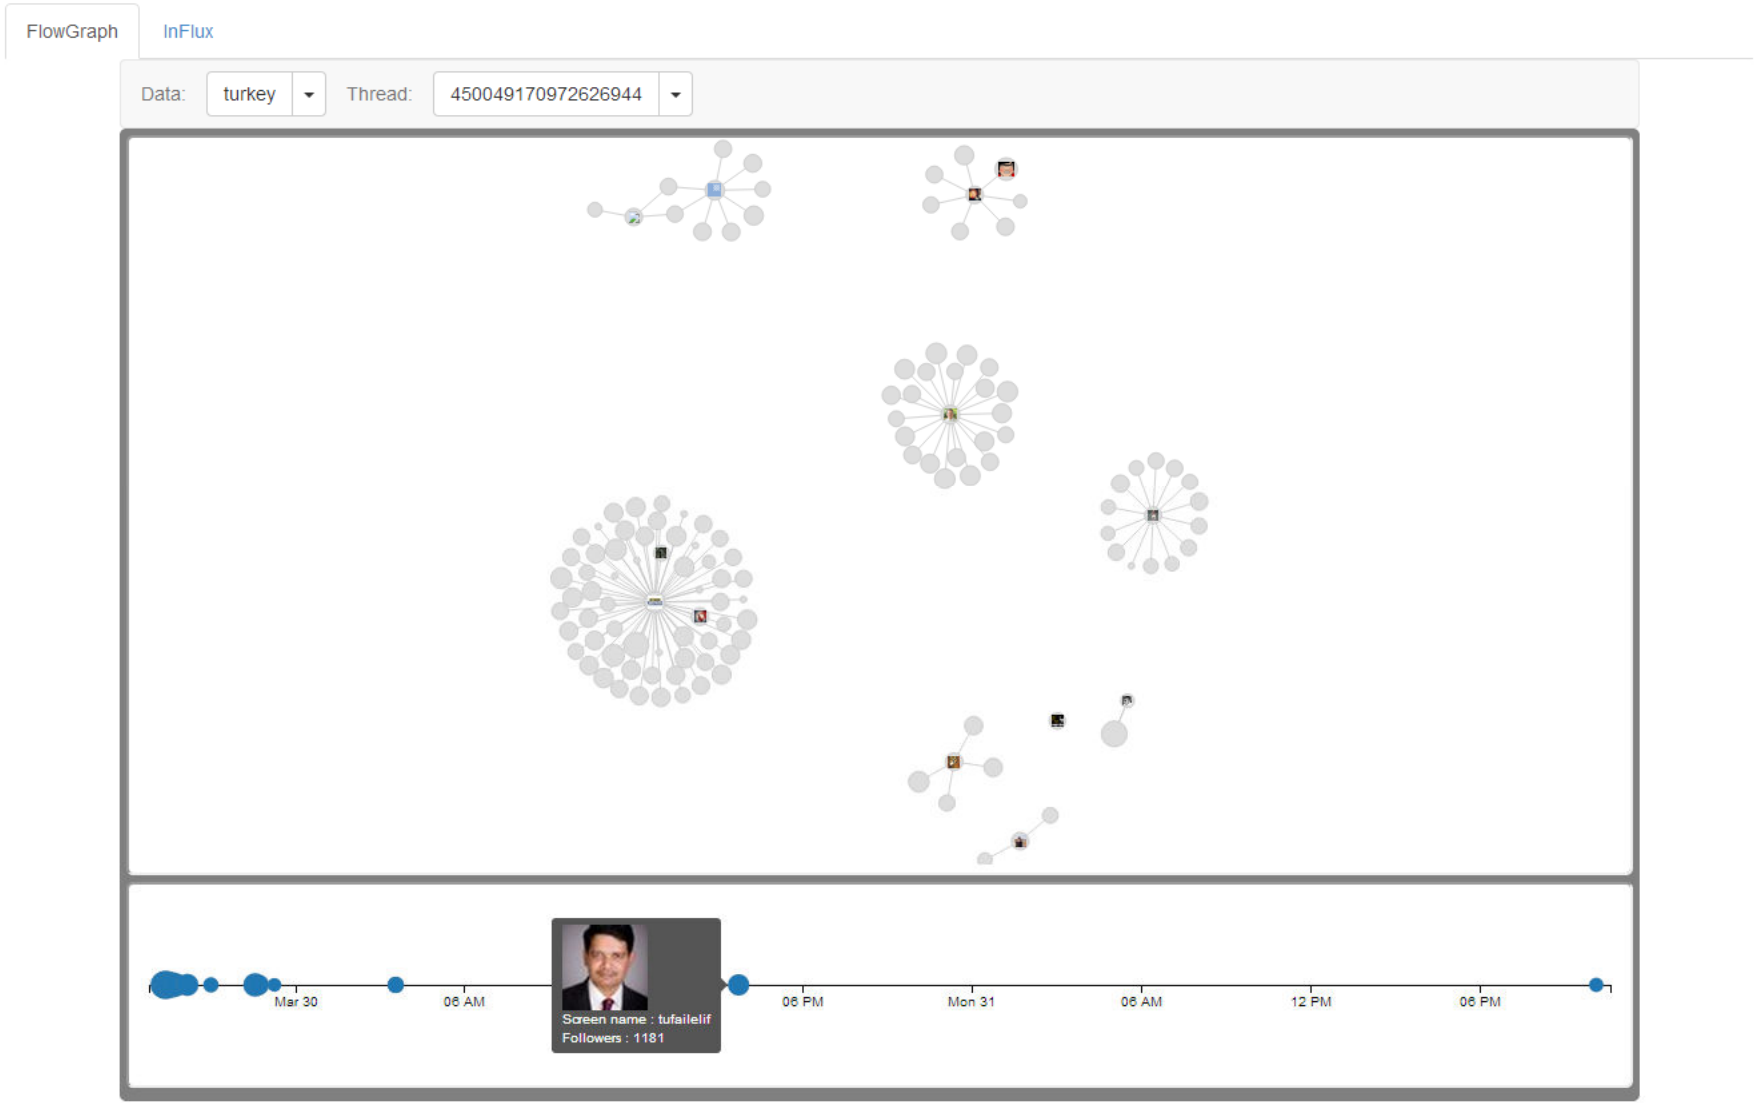 FlowGraph InFlux
Data: turkey Thread: 450049170972626944
Mar 30 06 AM 06 PM Mon 31 06 AM 12 PM 06 PM
Screen name : tufailelif
Followers : 1181